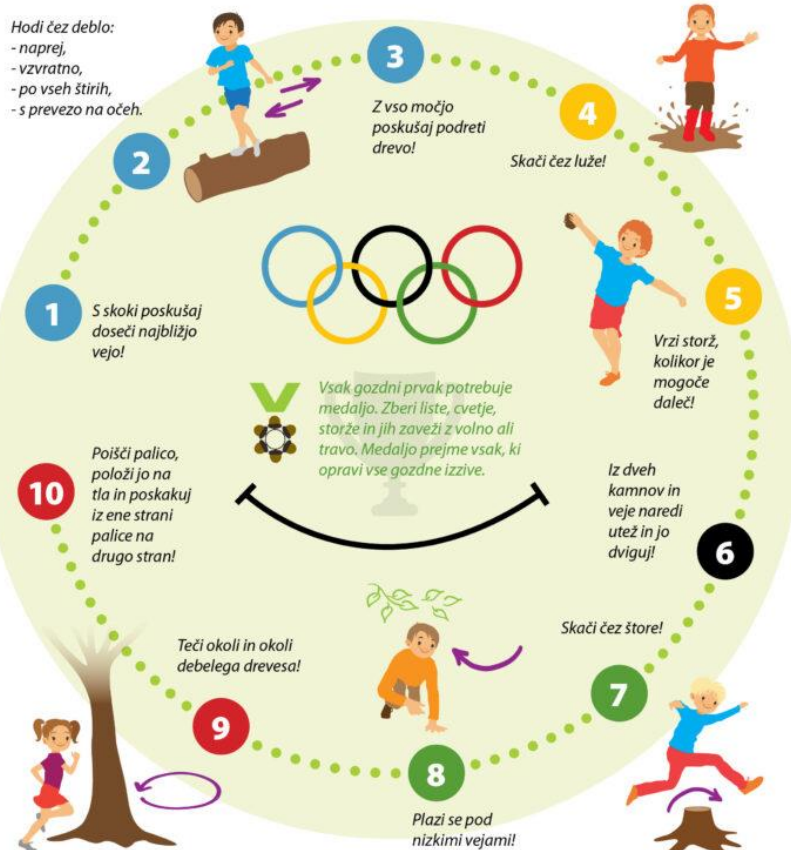 1
S skoki poskušaj
doseči najbližjo
vejo!
2
Hodi čez deblo:
- naprej,
- vzvratno,
- po vseh štirih,
- s prevezo na očeh.
3
Z vso močjo
poskušaj podreti
drevo!
4
Skači čez luže!
5
Vrzi storž,
kolikor je
mogoče
daleč!
6
Iz dveh
kamnov in
veje naredi
utež in jo
dviguj!
7
Skači čez štore!
8
Plazi se pod
nizkimi vejami!
9
Teči okoli in okoli
debelega drevesa!
10
Poišči palico,
položi jo na
tla in poskakuj
iz ene strani
palice na
drugo stran!
Vsak gozdni prvak potrebuje
medaljo. Zberi liste, cvetje,
storže in jih zaveži z volno ali
travo. Medaljo prejme vsak, ki
opravi vse gozdne izzive.